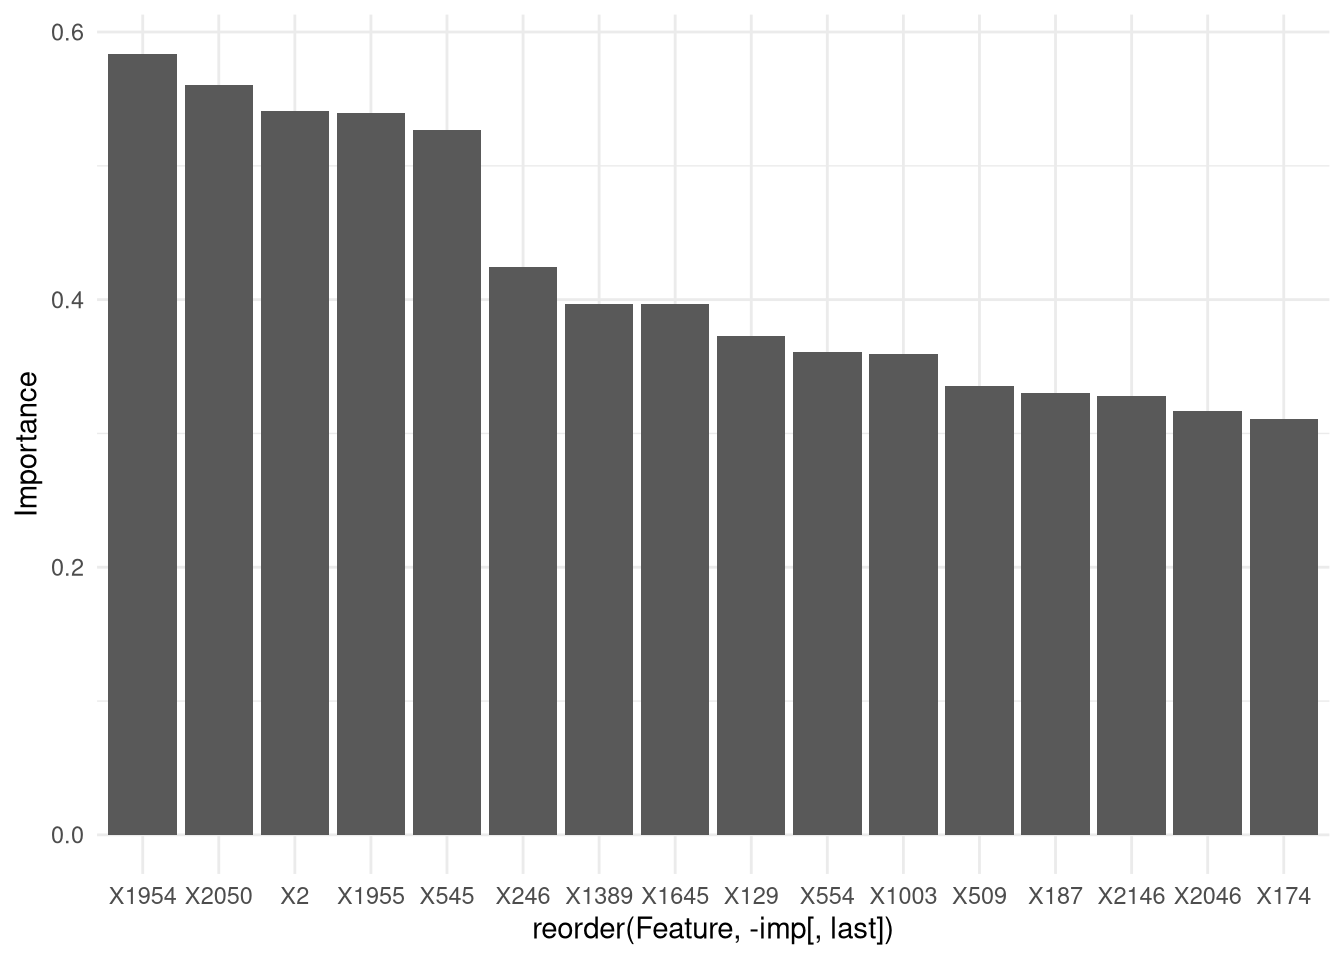 0.6
0.4
0.2
0.0
Importance
X1954 X2050 X2 X1955 X545 X246 X1389 X1645 X129 X554 X1003 X509 X187 X2146 X2046 X174
reorder(Feature, -imp[, last])